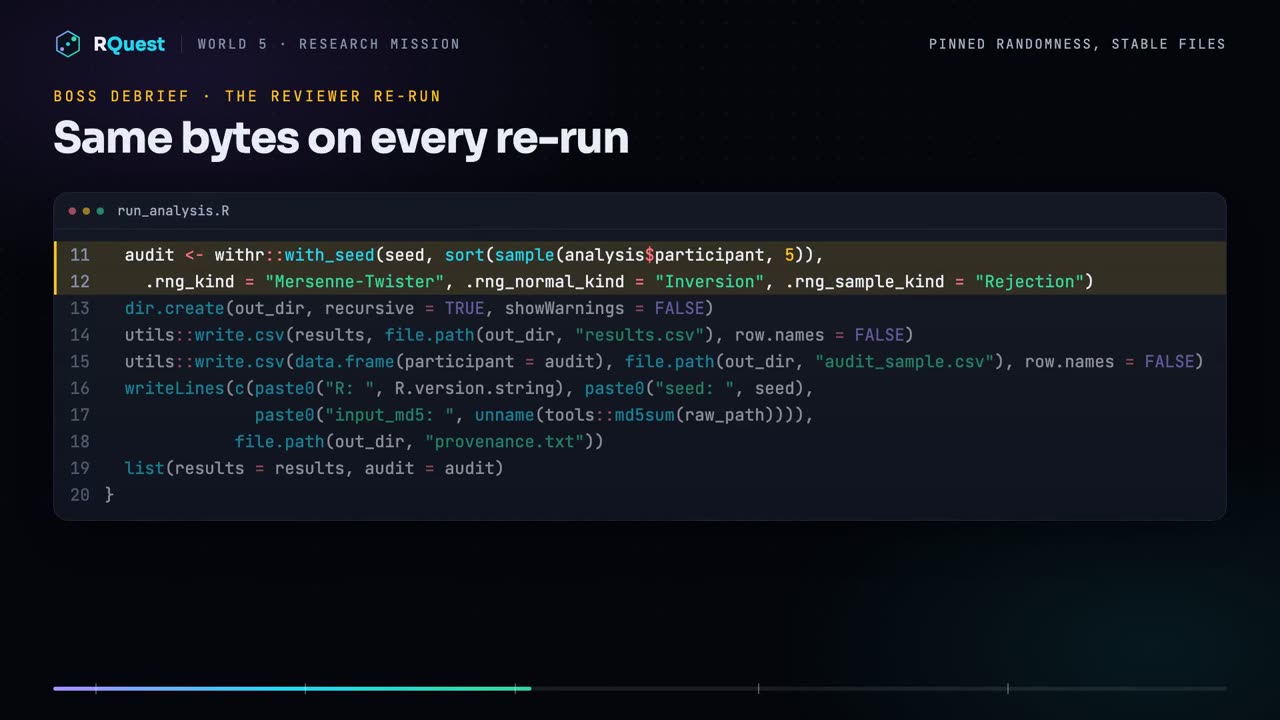 RQuest WORLD 5 · RESEARCH MISSION
PINNED RANDOMNESS, STABLE FILES
BOSS DEBRIEF · THE REVIEWER RE-RUN
Same bytes on every re-run
run_analysis.R
11 audit <- withr::with_seed(seed, sort(sample(analysis$participant, 5)),
12 .rng_kind = "Mersenne-Twister", .rng_normal_kind = "Inversion", .rng_sample_kind = "Rejection")
13 dir.create(out_dir, recursive = TRUE, showWarnings = FALSE)
14 utils::write.csv(results, file.path(out_dir, "results.csv"), row.names = FALSE)
15 utils::write.csv(data.frame(participant = audit), file.path(out_dir, "audit_sample.csv"), row.names = FALSE)
16 writeLines(c(paste0("R: ", R.version.string), paste0("seed: ", seed),
17 paste0("input_md5: ", unname(tools::md5sum(raw_path)))),
18 file.path(out_dir, "provenance.txt"))
19 list(results = results, audit = audit)
20 }